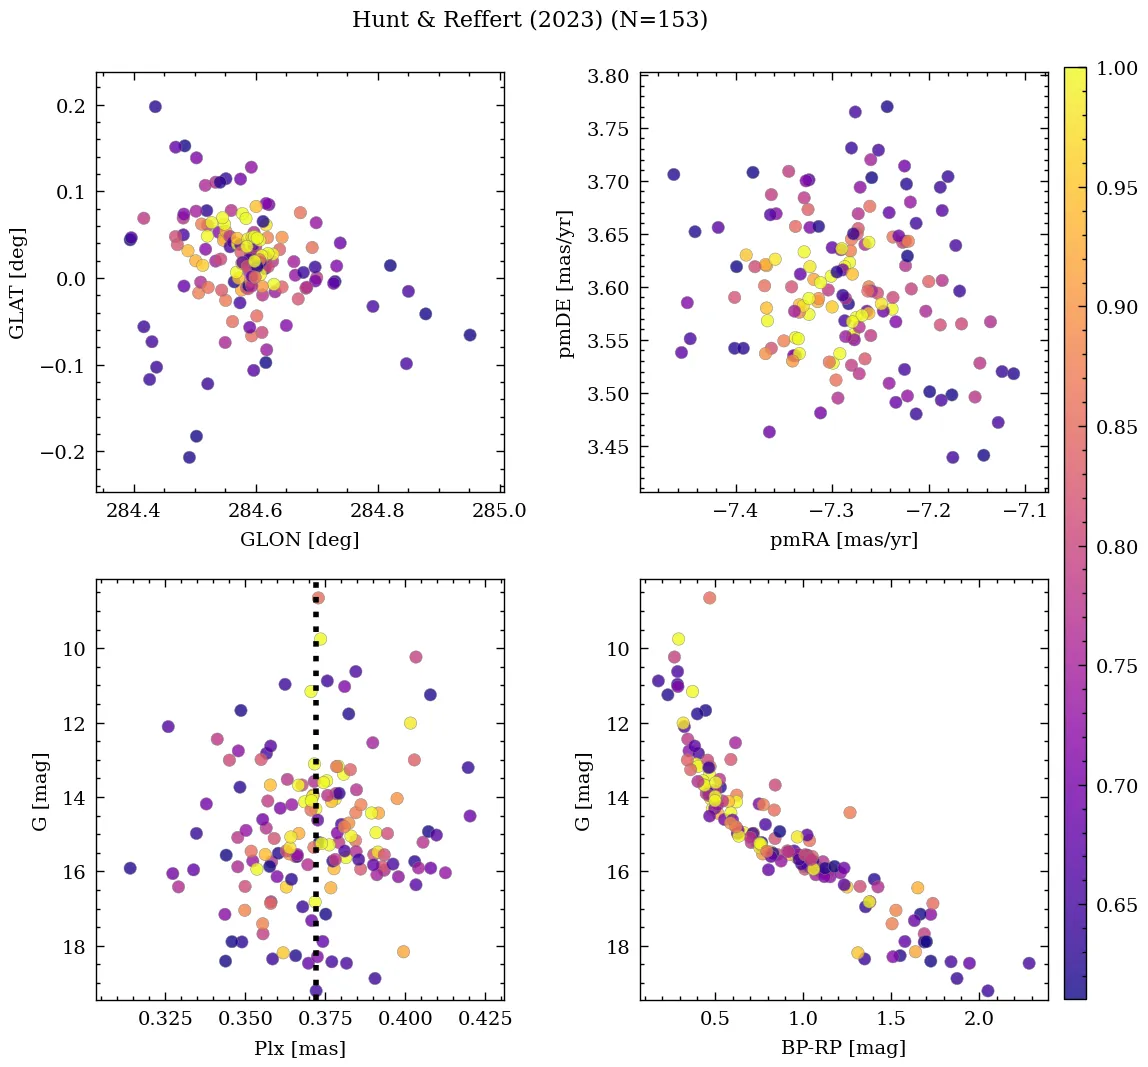 Hunt & Reffert (2023) (N=153)
0.2
0.1
0.0
−0.1
−0.2
GLAT [deg]
284.4 284.6 284.8 285.0
GLON [deg]
3.80
3.75
3.70
3.65
3.60
3.55
3.50
3.45
pmDE [mas/yr]
−7.4 −7.3 −7.2 −7.1
pmRA [mas/yr]
10
12
14
16
18
G [mag]
0.325 0.350 0.375 0.400 0.425
Plx [mas]
10
12
14
16
18
G [mag]
0.5 1.0 1.5 2.0
BP-RP [mag]
1.00
0.95
0.90
0.85
0.80
0.75
0.70
0.65